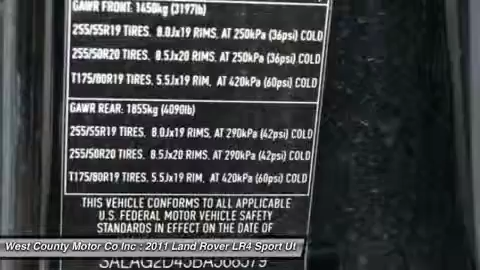 GAWR FRONT: 1450kg (3197lb)
255/55R19 TIRES. 8.0Jx19 RIMS, AT 250kPa (36psi) COLD
255/50R20 TIRES. 8.5Jx20 RIMS, AT 250kPa (36psi) COLD
T175/80R19 TIRES. 5.5Jx19 RIM, AT 420kPa (60psi) COLD
GAWR REAR: 1855kg (4090lb)
255/55R19 TIRES. 8.0Jx19 RIMS, AT 290kPa (42psi) COLD
255/50R20 TIRES. 8.5Jx20 RIMS, AT 290kPa (42psi) COLD
T175/80R19 TIRES. 5.5Jx19 RIM, AT 420kPa (60psi) COLD
THIS VEHICLE CONFORMS TO ALL APPLICABLE
U.S. FEDERAL MOTOR VEHICLE SAFETY
STANDARDS IN EFFECT ON THE DATE OF
West County Motor Co Inc : 2011 Land Rover LR4 Sport Ut